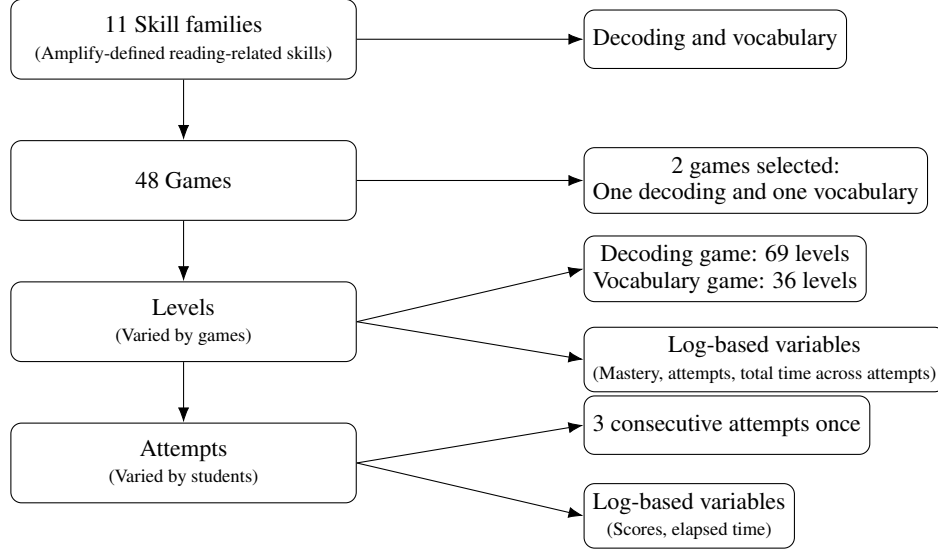 11 Skill families
(Amplify-defined reading-related skills)
Decoding and vocabulary
48 Games
2 games selected:
One decoding and one vocabulary
Levels
(Varied by games)
Decoding game: 69 levels
Vocabulary game: 36 levels
Log-based variables
(Mastery, attempts, total time across attempts)
Attempts
(Varied by students)
3 consecutive attempts once
Log-based variables
(Scores, elapsed time)